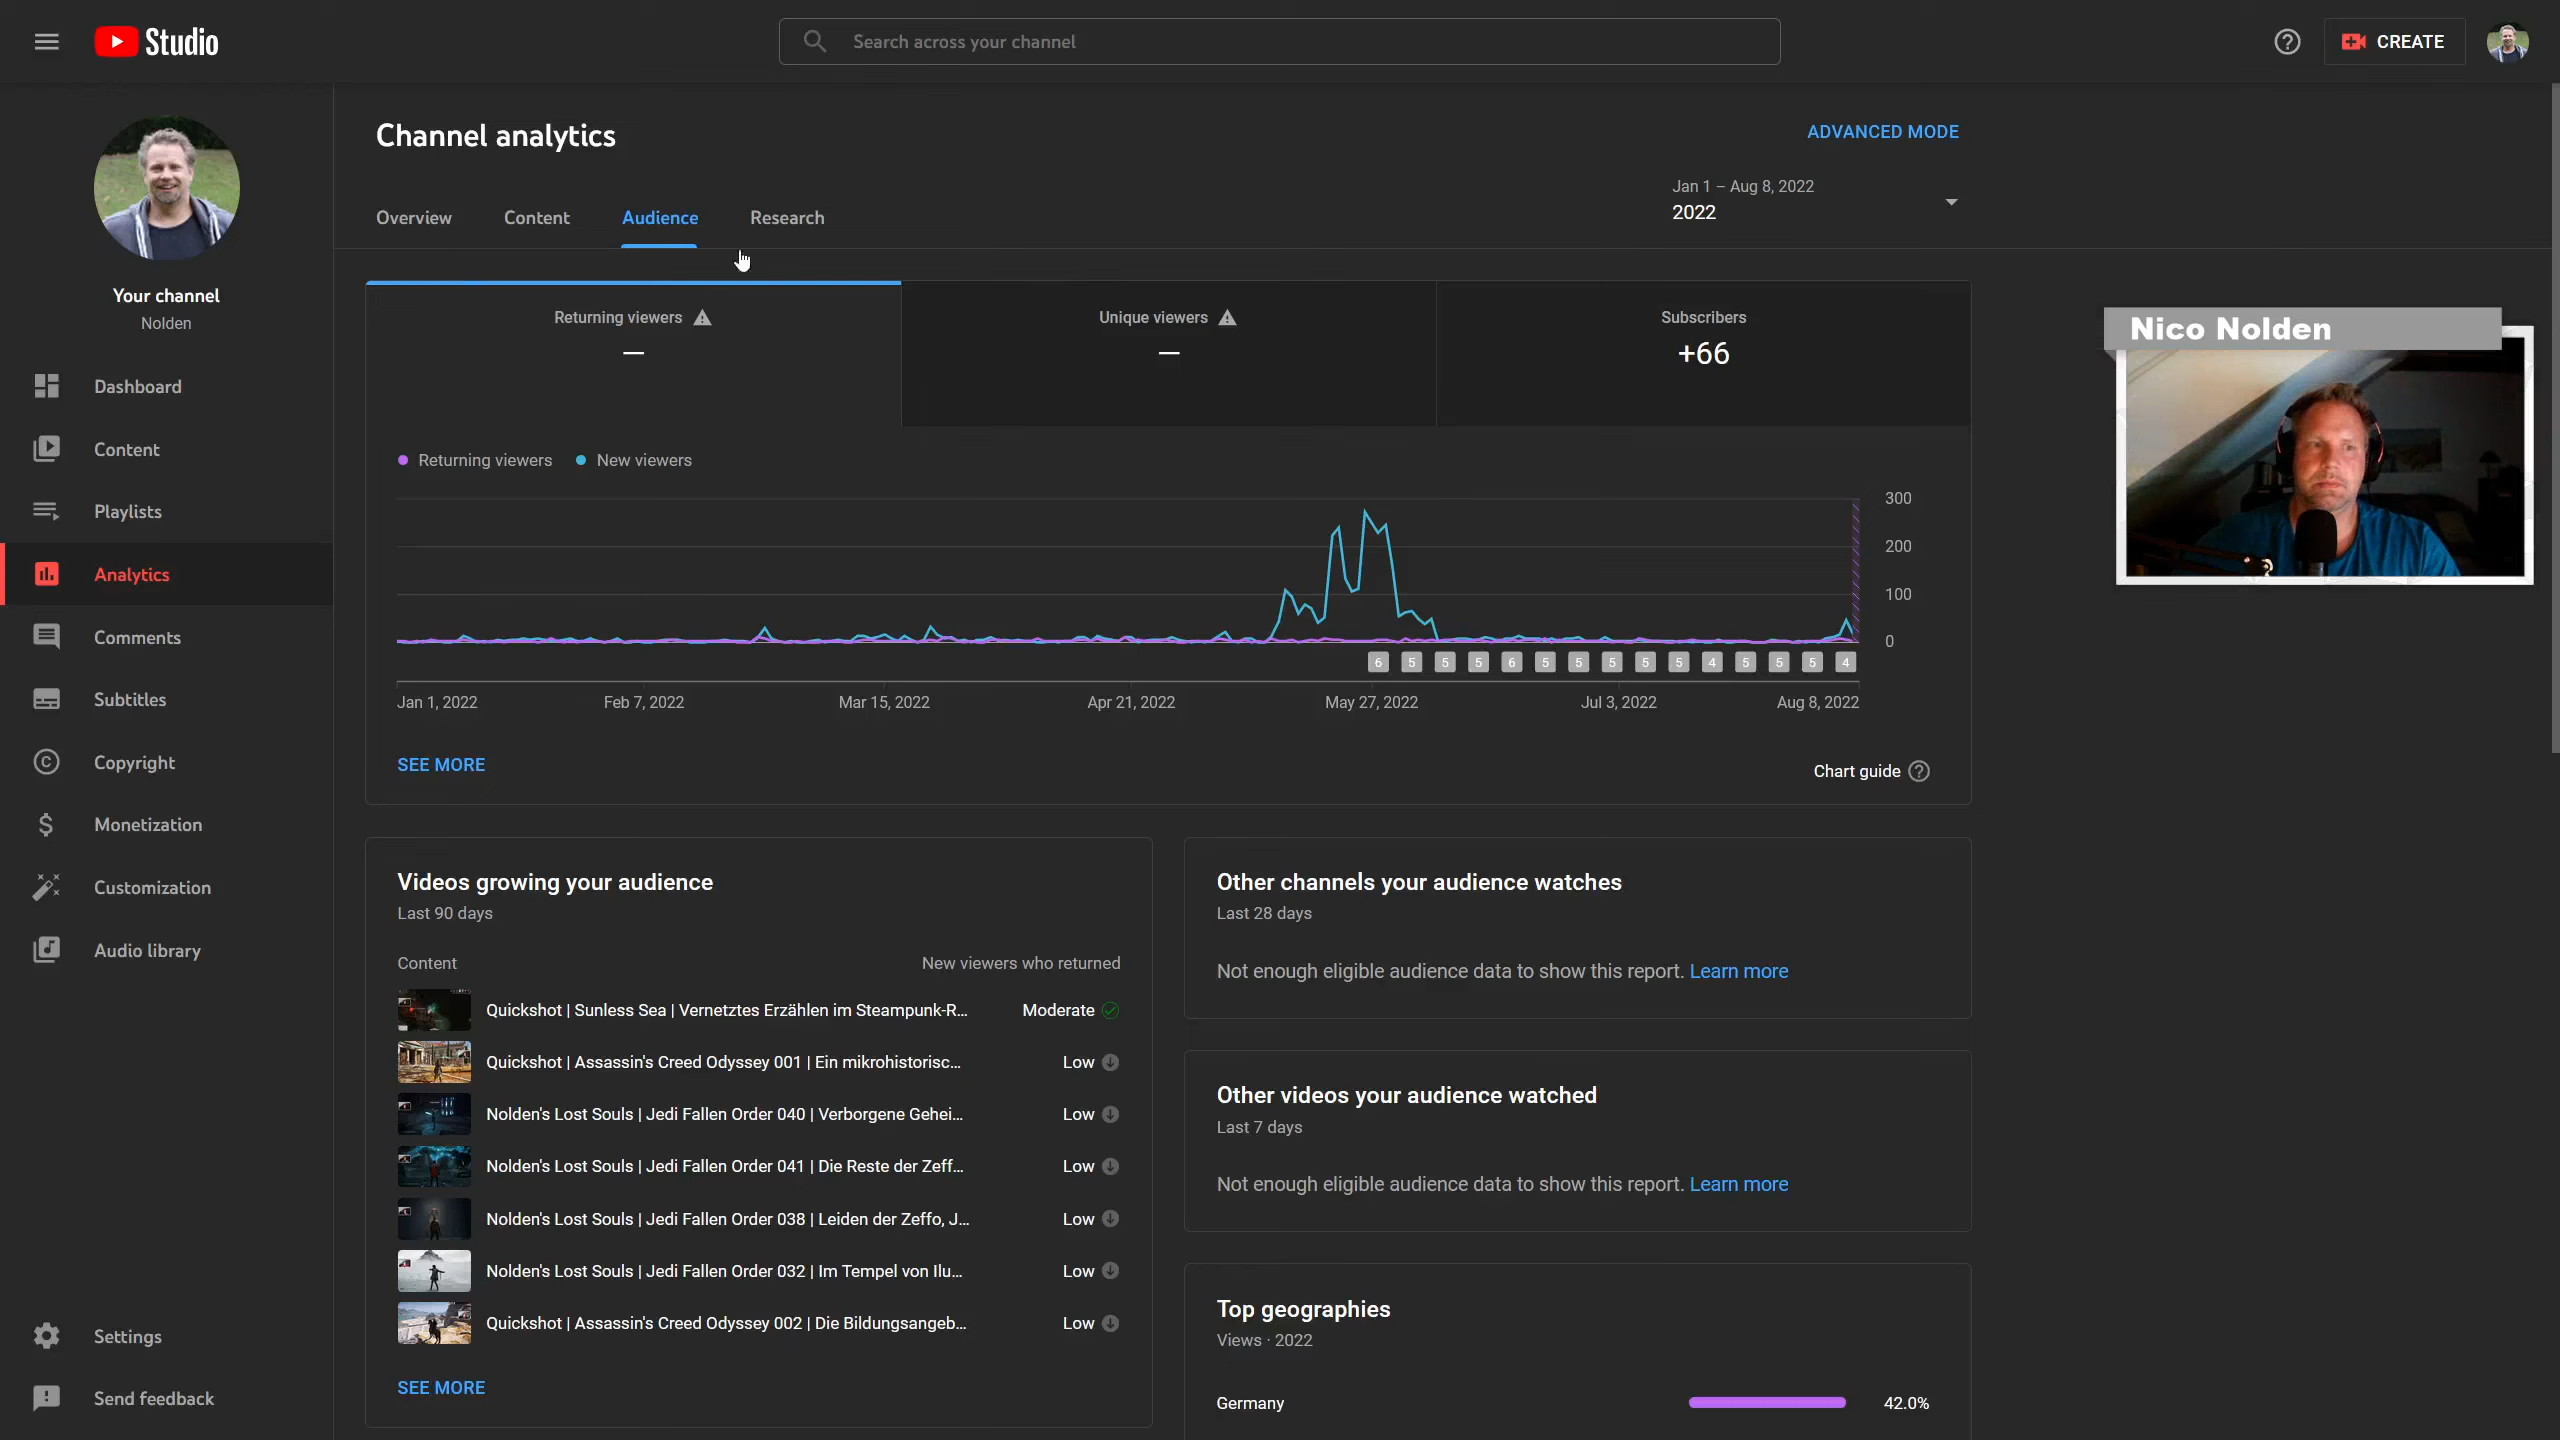 Studio
Search across your channel
CREATE
Your channel
Nolden
Dashboard
Content
Playlists
Analytics
Comments
Subtitles
Copyright
Monetization
Customization
Audio library
Settings
Send feedback
Channel analytics
ADVANCED MODE
Jan 1 – Aug 8, 2022
2022
Overview Content Audience Research
Returning viewers
—
Unique viewers
—
Subscribers
+66
Returning viewers New viewers
300
200
100
0
6 5 5 5 6 5 5 5 5 5 4 5 5 5 4
Jan 1, 2022 Feb 7, 2022 Mar 15, 2022 Apr 21, 2022 May 27, 2022 Jul 3, 2022 Aug 8, 2022
SEE MORE
Chart guide
Nico Nolden
Videos growing your audience
Last 90 days
Content New viewers who returned
Quickshot | Sunless Sea | Vernetztes Erzählen im Steampunk-R... Moderate
Quickshot | Assassin's Creed Odyssey 001 | Ein mikrohistorisc... Low
Nolden's Lost Souls | Jedi Fallen Order 040 | Verborgene Gehei... Low
Nolden's Lost Souls | Jedi Fallen Order 041 | Die Reste der Zeff... Low
Nolden's Lost Souls | Jedi Fallen Order 038 | Leiden der Zeffo, J... Low
Nolden's Lost Souls | Jedi Fallen Order 032 | Im Tempel von Ilu... Low
Quickshot | Assassin's Creed Odyssey 002 | Die Bildungsangeb... Low
SEE MORE
Other channels your audience watches
Last 28 days
Not enough eligible audience data to show this report. Learn more
Other videos your audience watched
Last 7 days
Not enough eligible audience data to show this report. Learn more
Top geographies
Views · 2022
Germany 42.0%